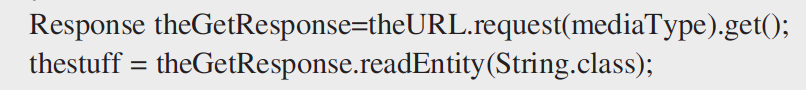 Response theGetResponse=theURL.request(mediaType).get();
thestuff = theGetResponse.readEntity(String.class);